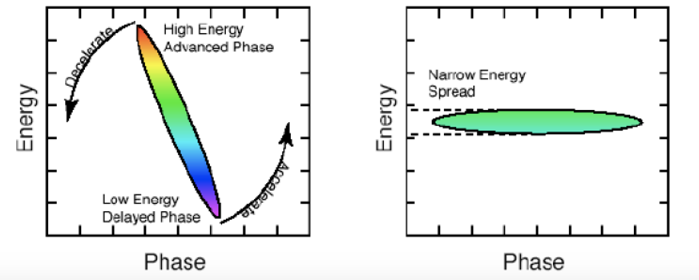 Decelerate
High Energy
Advanced Phase
Energy
Low Energy
Delayed Phase
Accelerate
Phase
Narrow Energy
Spread
Energy
Phase